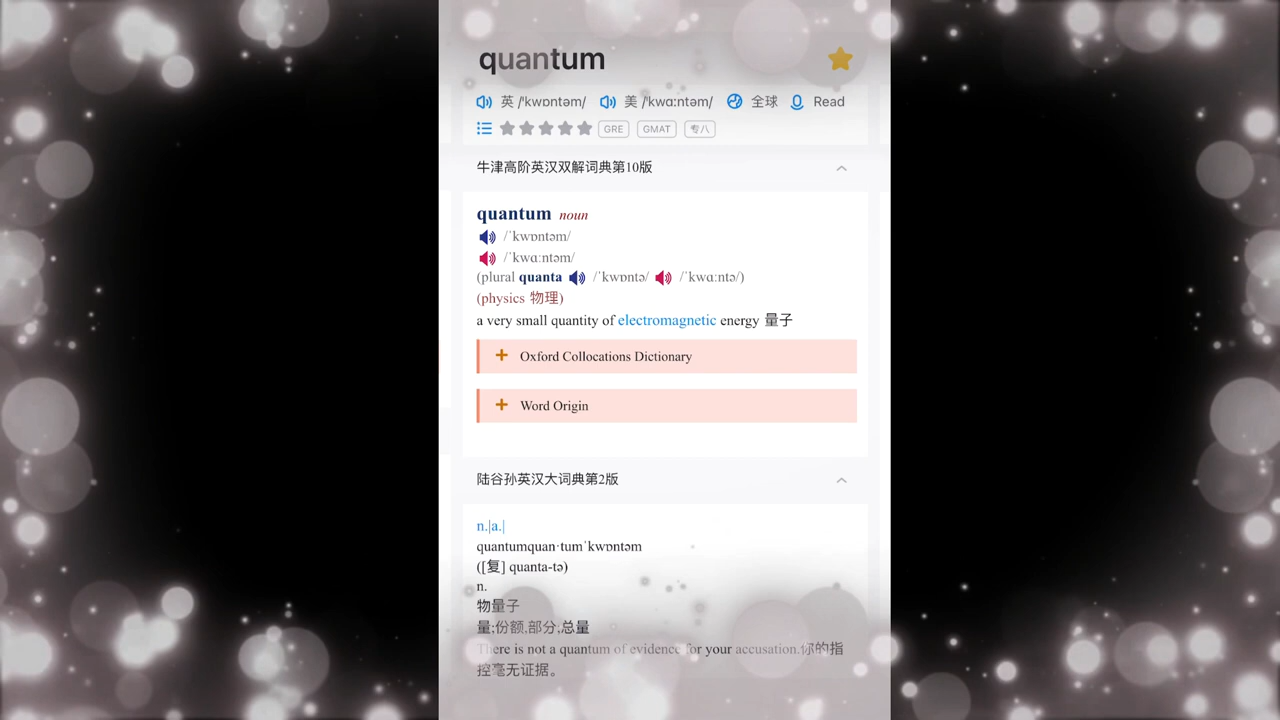 quantum
英 /ˈkwɒntəm/ 美 /ˈkwɑːntəm/ 全球 Read
GRE GMAT 专八
牛津高阶英汉双解词典第10版
quantum noun
/ˈkwɒntəm/
/ˈkwɑːntəm/
(plural quanta /ˈkwɒntə/ /ˈkwɑːntə/)
(physics 物理)
a very small quantity of electromagnetic energy 量子
+ Oxford Collocations Dictionary
+ Word Origin
陆谷孙英汉大词典第2版
n.|a.|
quantumquan·tumˈkwɒntəm
([复] quanta-tə)
n.
物量子
量;份额,部分,总量
There is not a quantum of evidence for your accusation.你的指
控毫无证据。